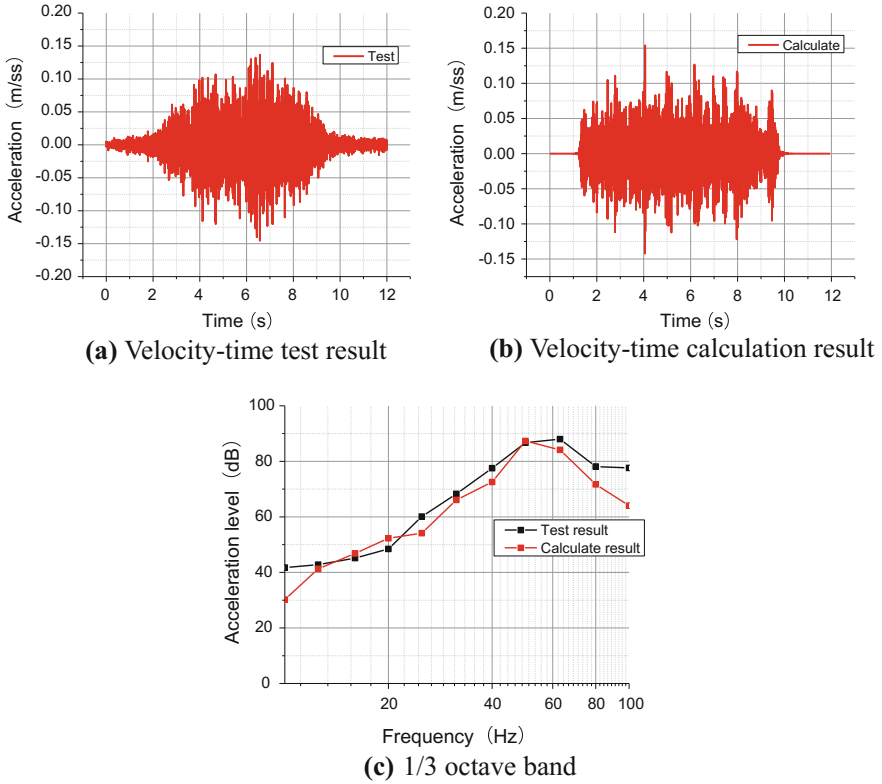 0.20
0.15
0.10
0.05
0.00
-0.05
-0.10
-0.15
0.20
Acceleration (m/ss)
Test
0 2 4 6 8 10 12
Time (s)
(a) Velocity-time test result
0.20
0.15
0.10
0.05
0.00
-0.05
-0.10
-0.15
Acceleration (m/ss)
Calculate
0 2 4 6 8 10 12
Time (s)
(b) Velocity-time calculation result
100
80
60
40
20
0
Acceleration level (dB)
Test result
Calculate result
20 40 60 80 100
Frequency (Hz)
(c) 1/3 octave band